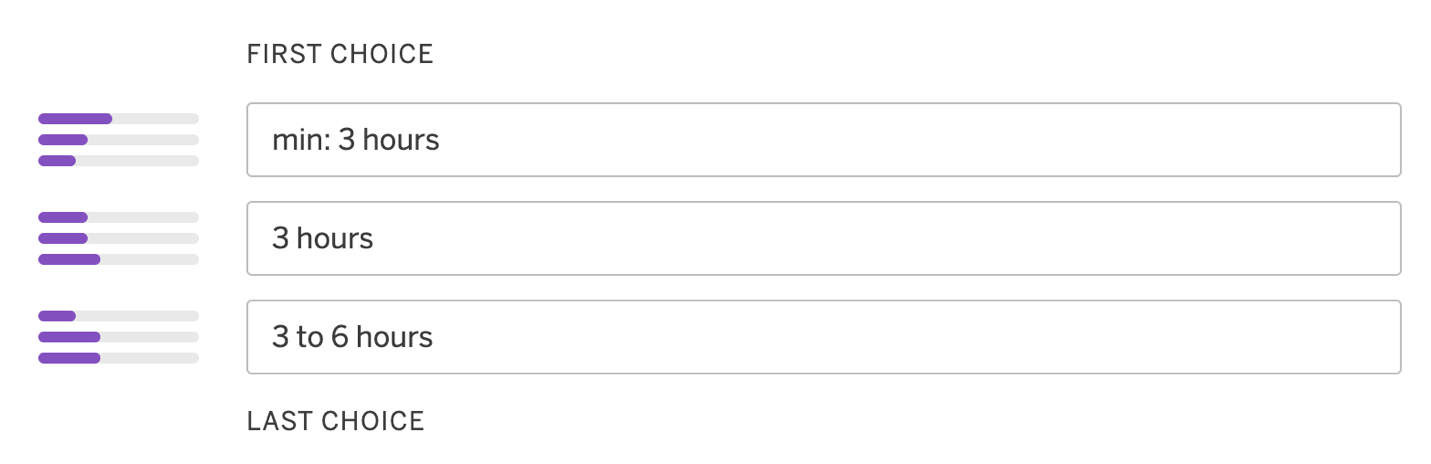 FIRST CHOICE
min: 3 hours
3 hours
3 to 6 hours
LAST CHOICE